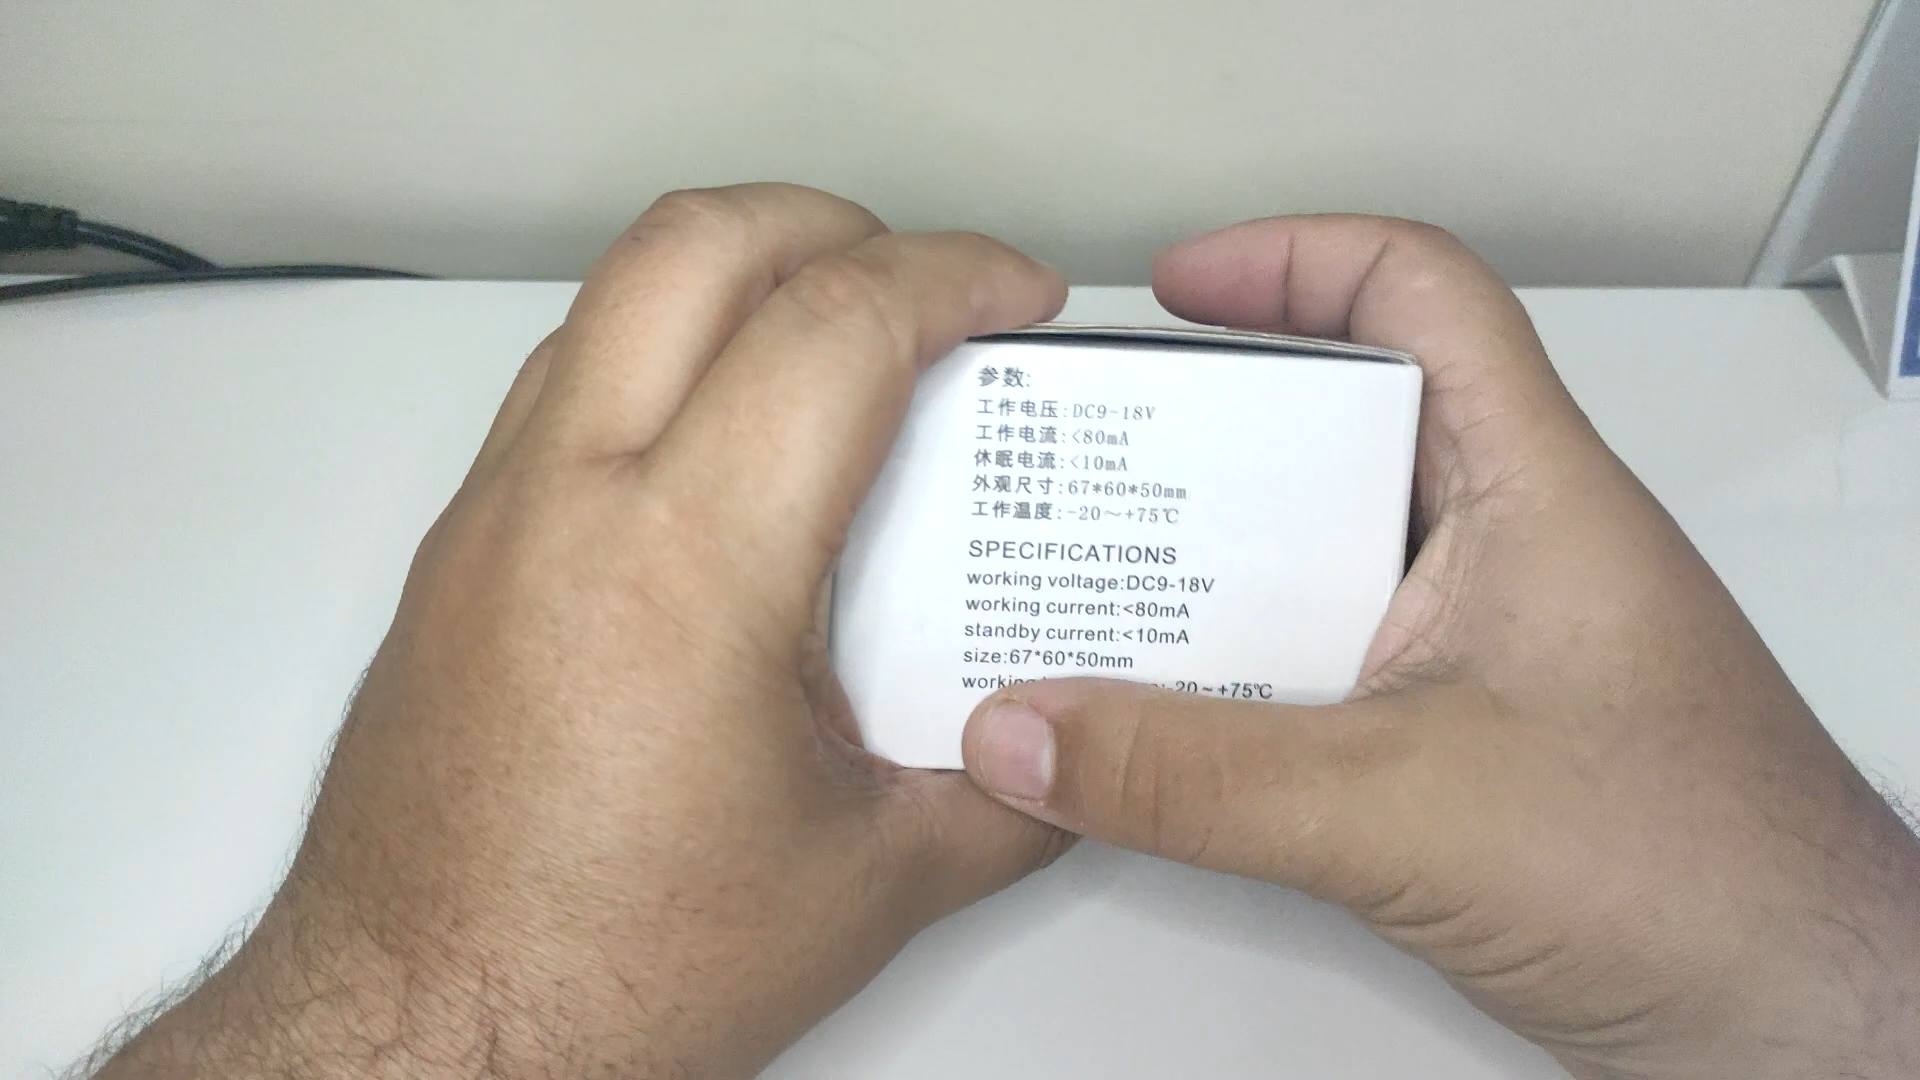 参数:
工作电压:DC9-18V
工作电流:<80mA
休眠电流:<10mA
外观尺寸:67*60*50mm
工作温度:-20～+75℃
SPECIFICATIONS
working voltage:DC9-18V
working current:<80mA
standby current:<10mA
size:67*60*50mm
working -20~+75℃